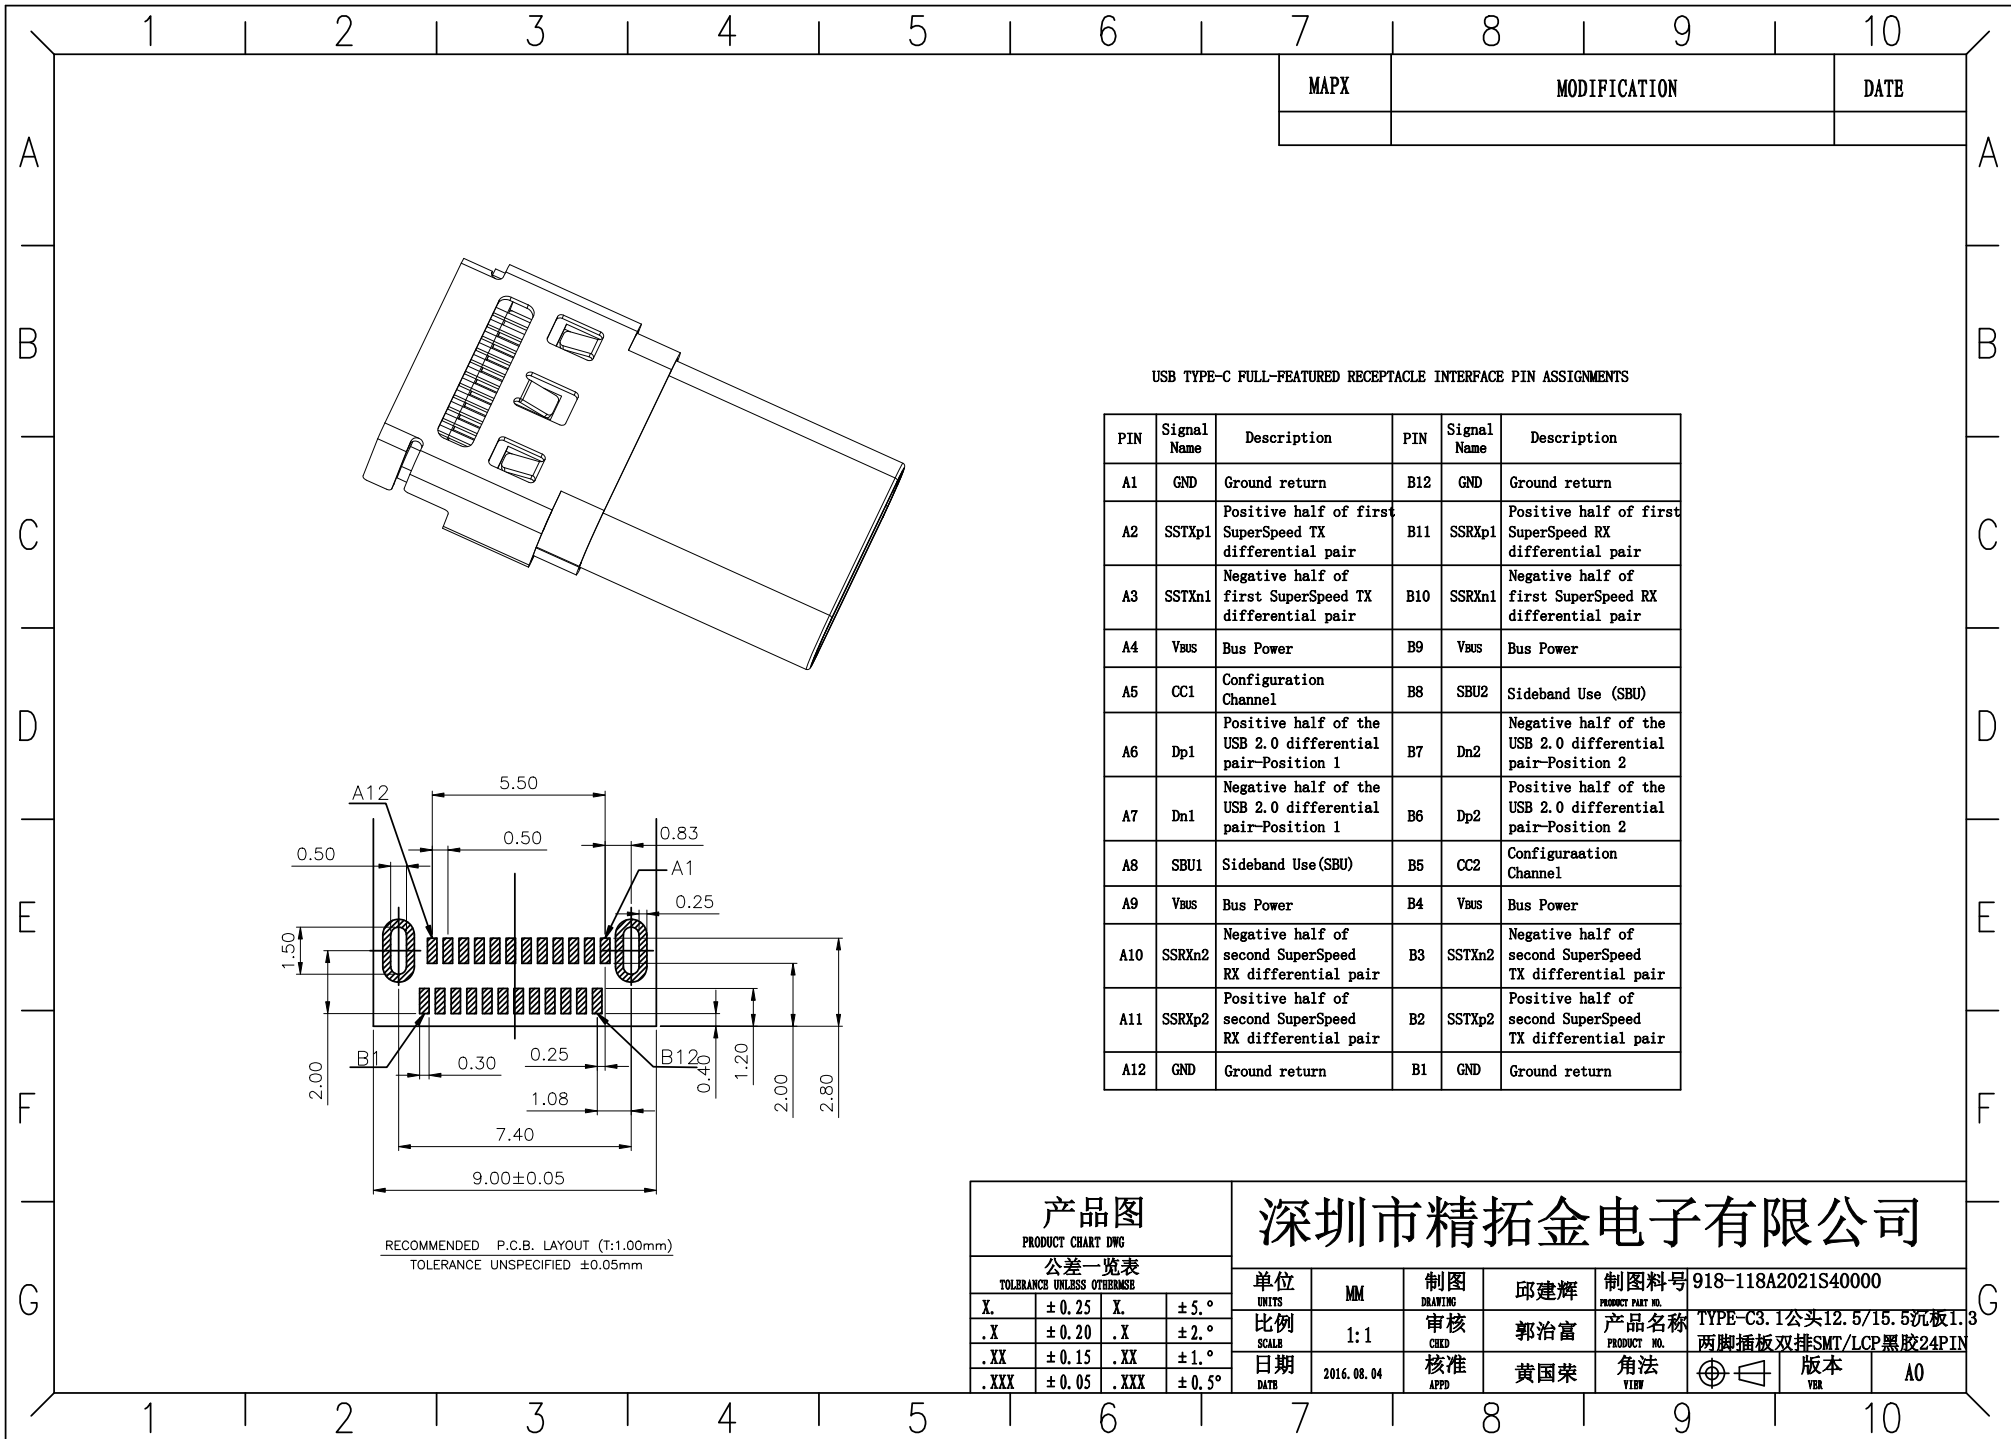 1 2 3 4 5 6 7 8 9 10
MAPX MODIFICATION DATE
A A
B B
C C
D D
E E
F F
G G
USB TYPE-C FULL-FEATURED RECEPTACLE INTERFACE PIN ASSIGNMENTS
PIN Signal Name Description PIN Signal Name Description
A1 GND Ground return B12 GND Ground return
A2 SSTXp1 Positive half of first SuperSpeed TX differential pair B11 SSRXp1 Positive half of first SuperSpeed RX differential pair
A3 SSTXn1 Negative half of first SuperSpeed TX differential pair B10 SSRXn1 Negative half of first SuperSpeed RX differential pair
A4 VBUS Bus Power B9 VBUS Bus Power
A5 CC1 Configuration Channel B8 SBU2 Sideband Use (SBU)
A6 Dp1 Positive half of the USB 2.0 differential pair-Position 1 B7 Dn2 Negative half of the USB 2.0 differential pair-Position 2
A7 Dn1 Negative half of the USB 2.0 differential pair-Position 1 B6 Dp2 Positive half of the USB 2.0 differential pair-Position 2
A8 SBU1 Sideband Use(SBU) B5 CC2 Configuraation Channel
A9 VBUS Bus Power B4 VBUS Bus Power
A10 SSRXn2 Negative half of second SuperSpeed RX differential pair B3 SSTXn2 Negative half of second SuperSpeed TX differential pair
A11 SSRXp2 Positive half of second SuperSpeed RX differential pair B2 SSTXp2 Positive half of second SuperSpeed TX differential pair
A12 GND Ground return B1 GND Ground return
5.50
A12
0.50 0.83
0.50
A1
0.25
1.50
B1 0.30 0.25 B12
2.00 0.40 1.20 2.00 2.80
1.08
7.40
9.00±0.05
RECOMMENDED P.C.B. LAYOUT (T:1.00mm)
TOLERANCE UNSPECIFIED ±0.05mm
产品图
PRODUCT CHART DWG
公差一览表
TOLERANCE UNLESS OTHERMSE
X. ±0.25 X. ±5.°
.X ±0.20 .X ±2.°
.XX ±0.15 .XX ±1.°
.XXX ±0.05 .XXX ±0.5°
深圳市精拓金电子有限公司
单位 UNITS MM 制图 DRAWING 邱建辉 制图料号 PRODUCT PART NO. 918-118A2021S40000
比例 SCALE 1:1 审核 CHKD 郭治富 产品名称 PRODUCT NO. TYPE-C3.1公头12.5/15.5沉板1.3
两脚插板双排SMT/LCP黑胶24PIN
日期 DATE 2016.08.04 核准 APPD 黄国荣 角法 VIEW 版本 VER A0
1 2 3 4 5 6 7 8 9 10